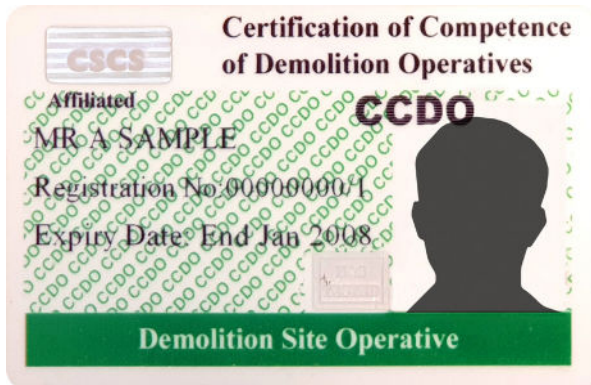 Certification of Competence
of Demolition Operatives
CSCS
Affiliated
CCDO
MR A SAMPLE
Registration No:00000000/1
Expiry Date: End Jan 2008
Demolition Site Operative